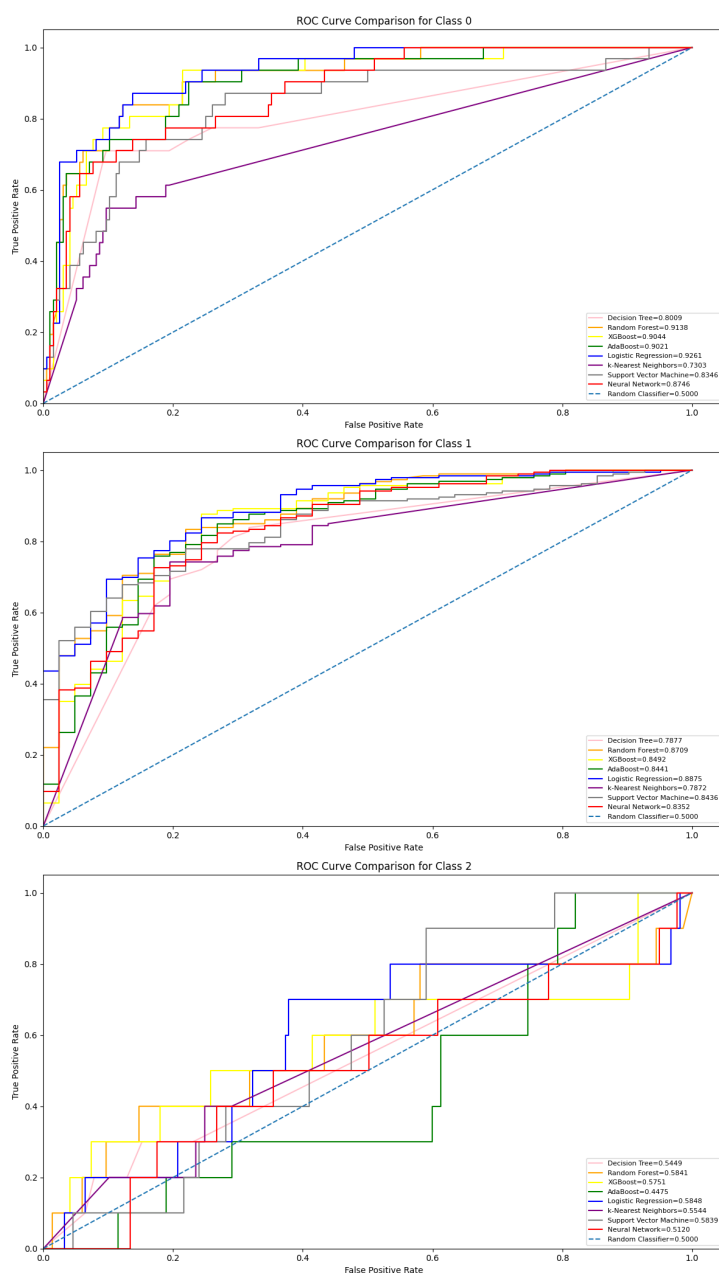 ROC Curve Comparison for Class 0
1.0
0.8
0.6
0.4
0.2
0.0
True Positive Rate
Decision Tree=0.8009
Random Forest=0.9138
XGBoost=0.9044
AdaBoost=0.9021
Logistic Regression=0.9261
k-Nearest Neighbors=0.7303
Support Vector Machine=0.8346
Neural Network=0.8746
Random Classifier=0.5000
0.0 0.2 0.4 0.6 0.8 1.0
False Positive Rate
ROC Curve Comparison for Class 1
1.0
0.8
0.6
0.4
0.2
0.0
True Positive Rate
Decision Tree=0.7877
Random Forest=0.8709
XGBoost=0.8492
AdaBoost=0.8441
Logistic Regression=0.8875
k-Nearest Neighbors=0.7872
Support Vector Machine=0.8436
Neural Network=0.8352
Random Classifier=0.5000
0.0 0.2 0.4 0.6 0.8 1.0
False Positive Rate
ROC Curve Comparison for Class 2
1.0
0.8
0.6
0.4
0.2
0.0
True Positive Rate
Decision Tree=0.5449
Random Forest=0.5841
XGBoost=0.5751
AdaBoost=0.4475
Logistic Regression=0.5848
k-Nearest Neighbors=0.5544
Support Vector Machine=0.5839
Neural Network=0.5120
Random Classifier=0.5000
0.0 0.2 0.4 0.6 0.8 1.0
False Positive Rate